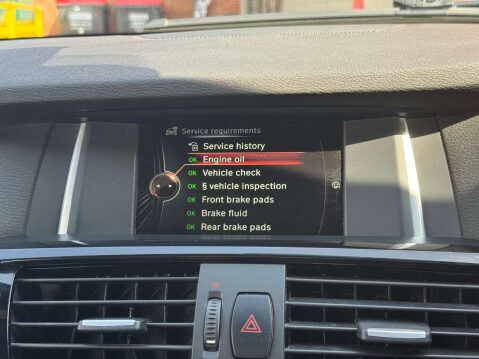 Service requirements
Service history
OK Engine oil
OK Vehicle check
OK § vehicle inspection
OK Front brake pads
OK Brake fluid
OK Rear brake pads